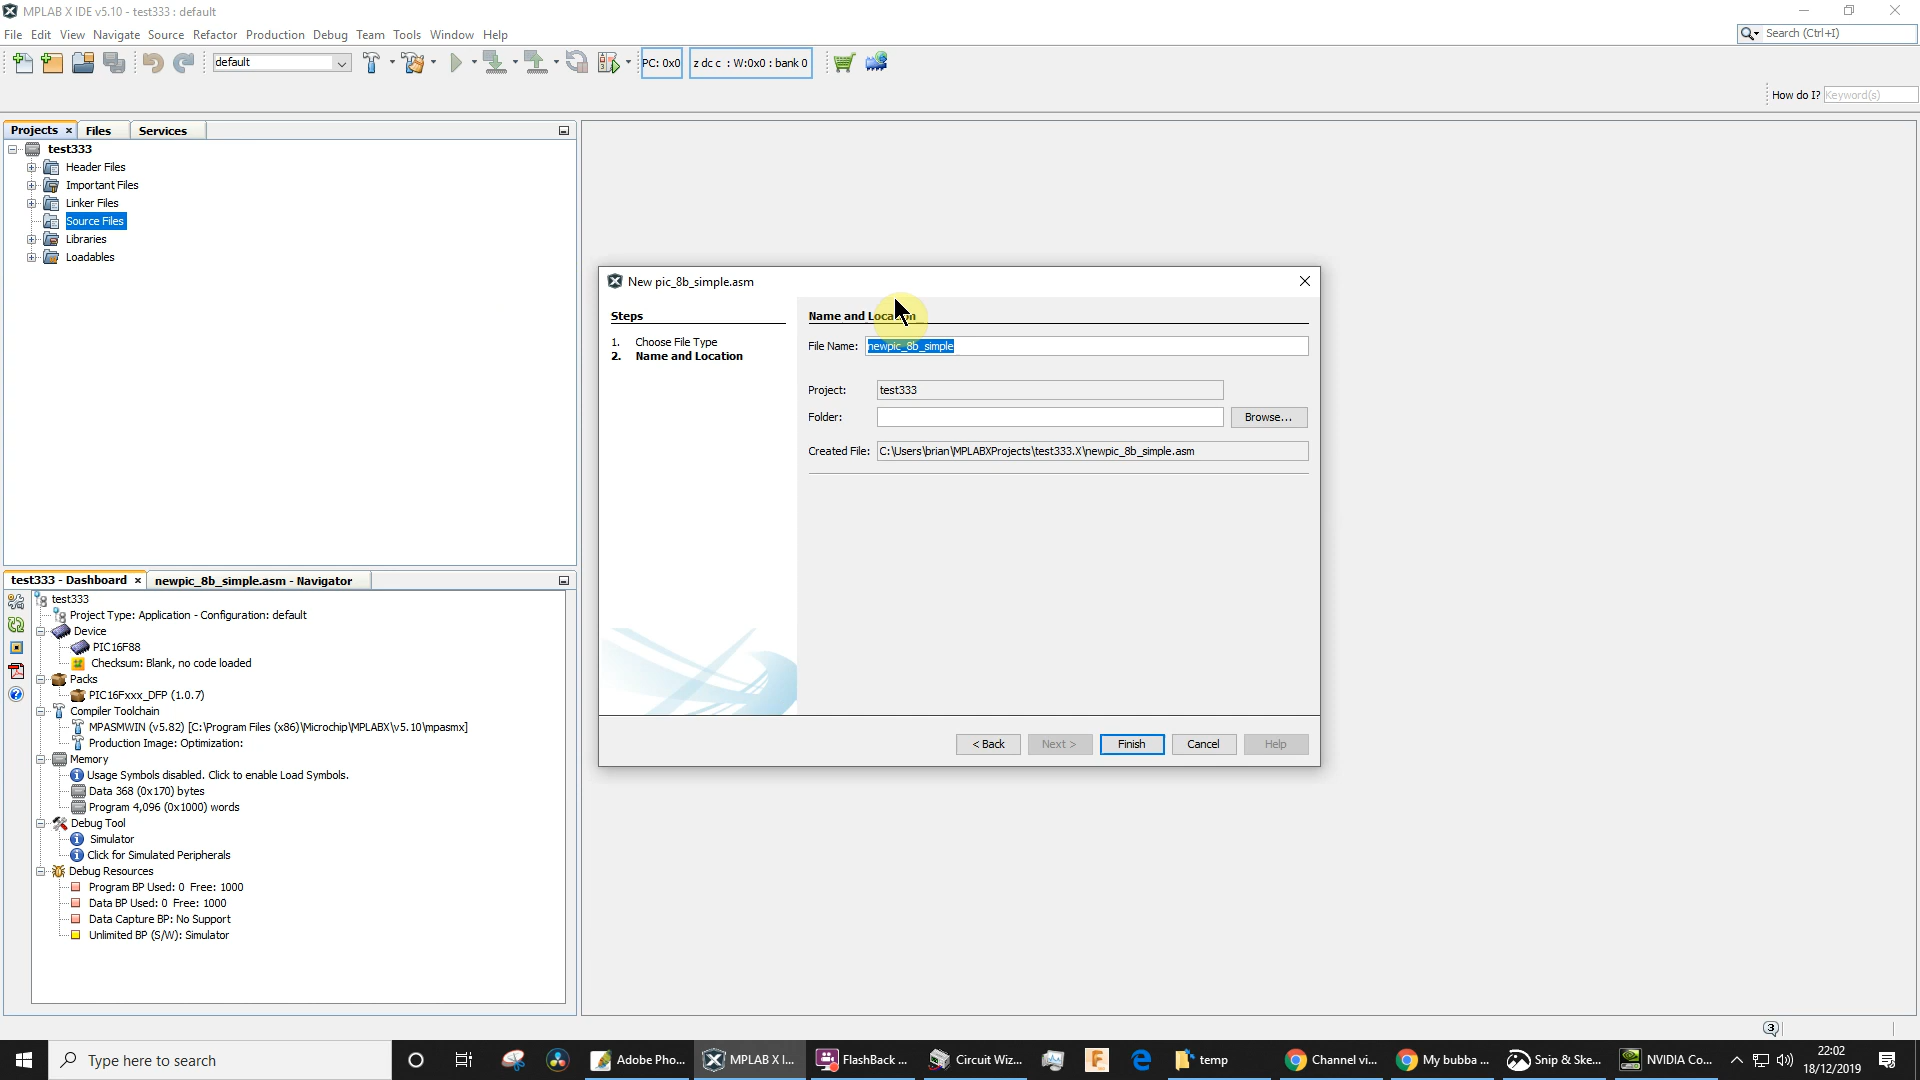 MPLAB X IDE v5.10 - test333 : default
File Edit View Navigate Source Refactor Production Debug Team Tools Window Help
Search (Ctrl+I)
default
PC: 0x0
z dc c : W:0x0 : bank 0
How do I?
Keyword(s)
Projects
Files
Services
test333
Header Files
Important Files
Linker Files
Source Files
Libraries
Loadables
New pic_8b_simple.asm
Steps
1. Choose File Type
2. Name and Location
Name and Location
File Name: newpic_8b_simple
Project: test333
Folder:
Browse...
Created File: C:\Users\brian\MPLABXProjects\test333.X\newpic_8b_simple.asm
< Back
Next >
Finish
Cancel
Help
test333 - Dashboard
newpic_8b_simple.asm - Navigator
test333
Project Type: Application - Configuration: default
Device
PIC16F88
Checksum: Blank, no code loaded
Packs
PIC16Fxxx_DFP (1.0.7)
Compiler Toolchain
MPASMWIN (v5.82) [C:\Program Files (x86)\Microchip\MPLABX\v5.10\mpasmx]
Production Image: Optimization:
Memory
Usage Symbols disabled. Click to enable Load Symbols.
Data 368 (0x170) bytes
Program 4,096 (0x1000) words
Debug Tool
Simulator
Click for Simulated Peripherals
Debug Resources
Program BP Used: 0 Free: 1000
Data BP Used: 0 Free: 1000
Data Capture BP: No Support
Unlimited BP (S/W): Simulator
3
Type here to search
Adobe Pho...
MPLAB X I...
FlashBack ...
Circuit Wiz...
temp
Channel vi...
My bubba ...
Snip & Ske...
NVIDIA Co...
22:02
18/12/2019